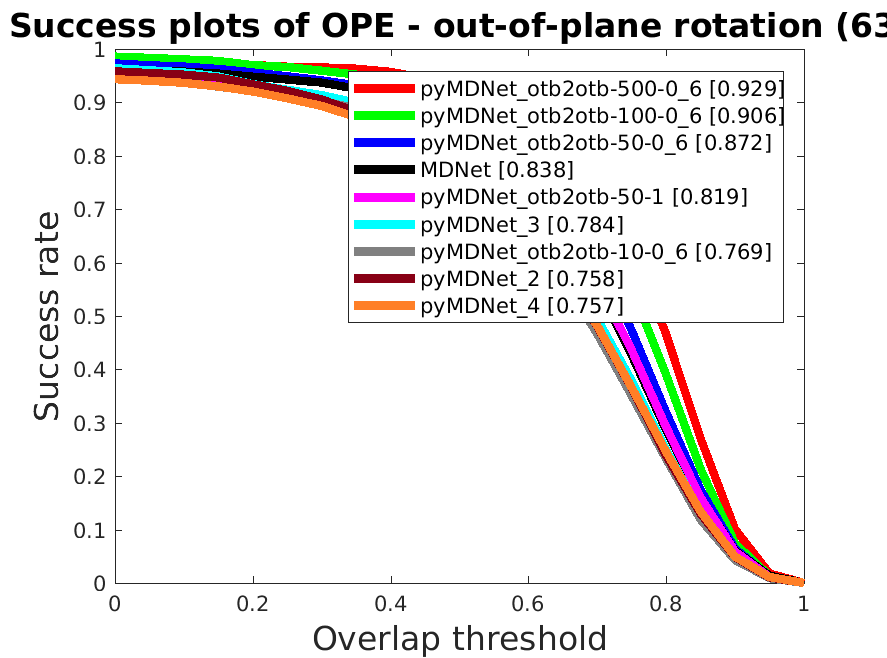 Success plots of OPE - out-of-plane rotation (63
1
0.9
0.8
0.7
0.6
0.5
0.4
0.3
0.2
0.1
0
Success rate
pyMDNet_otb2otb-500-0_6 [0.929]
pyMDNet_otb2otb-100-0_6 [0.906]
pyMDNet_otb2otb-50-0_6 [0.872]
MDNet [0.838]
pyMDNet_otb2otb-50-1 [0.819]
pyMDNet_3 [0.784]
pyMDNet_otb2otb-10-0_6 [0.769]
pyMDNet_2 [0.758]
pyMDNet_4 [0.757]
0 0.2 0.4 0.6 0.8 1
Overlap threshold